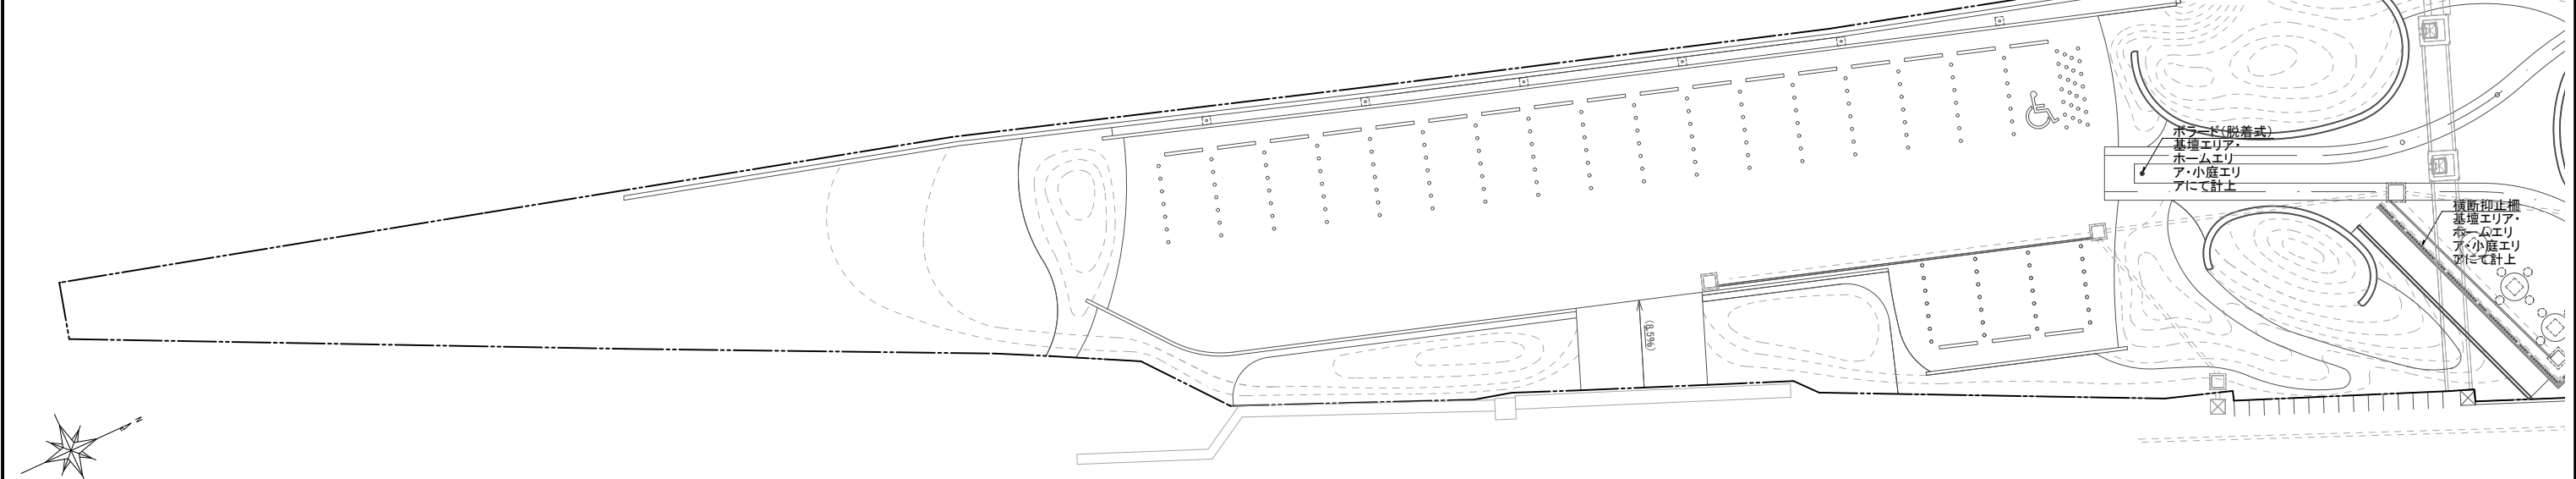 ボラード(脱着式)
基壇エリア・
ホームエリ
ア・小庭エリ
アにて計上
横断抑止柵
基壇エリア・
ホームエリ
ア・小庭エリ
アにて計上
(8.596)